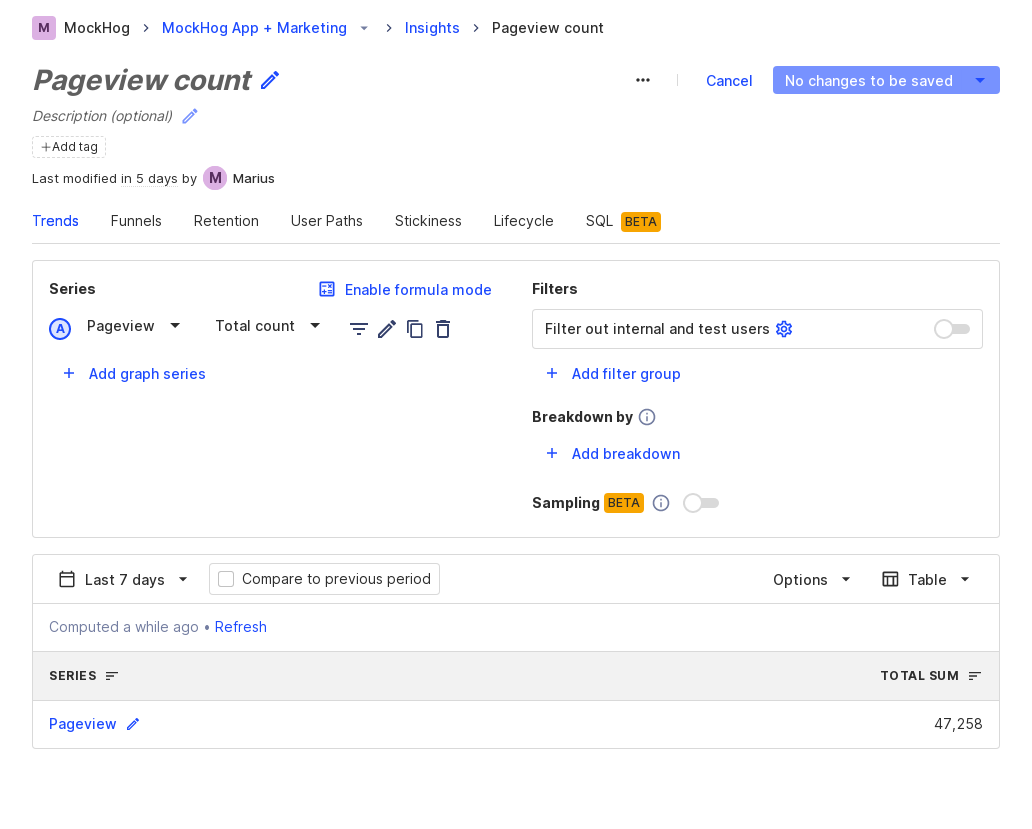 M MockHog MockHog App + Marketing Insights Pageview count
Pageview count
Cancel No changes to be saved
Description (optional)
+Add tag
Last modified in 5 days by M Marius
Trends Funnels Retention User Paths Stickiness Lifecycle SQL BETA
Series Enable formula mode
A Pageview Total count
+ Add graph series
Filters
Filter out internal and test users
+ Add filter group
Breakdown by
+ Add breakdown
Sampling BETA
Last 7 days Compare to previous period Options Table
Computed a while ago • Refresh
SERIES TOTAL SUM
Pageview 47,258